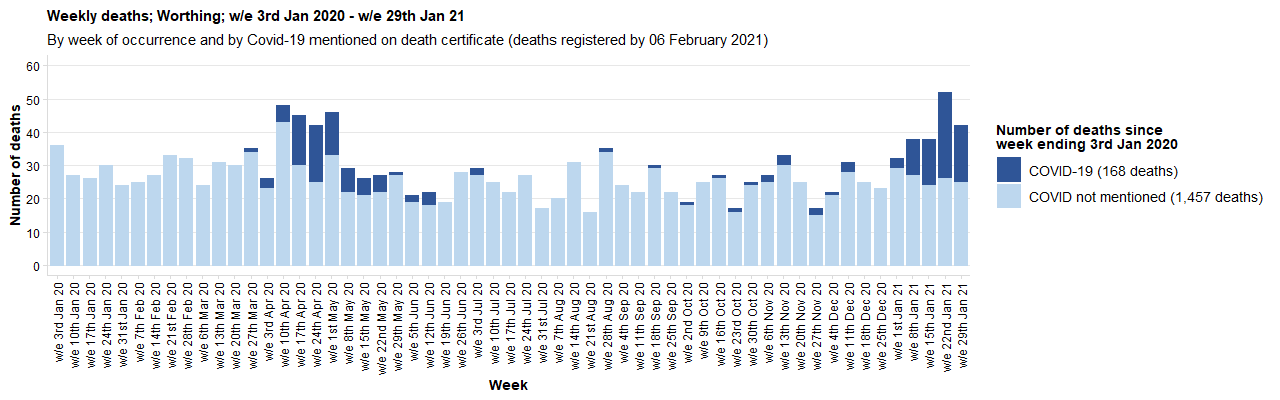 Weekly deaths; Worthing; w/e 3rd Jan 2020 - w/e 29th Jan 21
By week of occurrence and by Covid-19 mentioned on death certificate (deaths registered by 06 February 2021)
Number of deaths
60
50
40
30
20
10
0
w/e 3rd Jan 20
w/e 10th Jan 20
w/e 17th Jan 20
w/e 24th Jan 20
w/e 31st Jan 20
w/e 7th Feb 20
w/e 14th Feb 20
w/e 21st Feb 20
w/e 28th Feb 20
w/e 6th Mar 20
w/e 13th Mar 20
w/e 20th Mar 20
w/e 27th Mar 20
w/e 3rd Apr 20
w/e 10th Apr 20
w/e 17th Apr 20
w/e 24th Apr 20
w/e 1st May 20
w/e 8th May 20
w/e 15th May 20
w/e 22nd May 20
w/e 29th May 20
w/e 5th Jun 20
w/e 12th Jun 20
w/e 19th Jun 20
w/e 26th Jun 20
w/e 3rd Jul 20
w/e 10th Jul 20
w/e 17th Jul 20
w/e 24th Jul 20
w/e 31st Jul 20
w/e 7th Aug 20
w/e 14th Aug 20
w/e 21st Aug 20
w/e 28th Aug 20
w/e 4th Sep 20
w/e 11th Sep 20
w/e 18th Sep 20
w/e 25th Sep 20
w/e 2nd Oct 20
w/e 9th Oct 20
w/e 16th Oct 20
w/e 23rd Oct 20
w/e 30th Oct 20
w/e 6th Nov 20
w/e 13th Nov 20
w/e 20th Nov 20
w/e 27th Nov 20
w/e 4th Dec 20
w/e 11th Dec 20
w/e 18th Dec 20
w/e 25th Dec 20
w/e 1st Jan 21
w/e 8th Jan 21
w/e 15th Jan 21
w/e 22nd Jan 21
w/e 29th Jan 21
Week
Number of deaths since
week ending 3rd Jan 2020
COVID-19 (168 deaths)
COVID not mentioned (1,457 deaths)